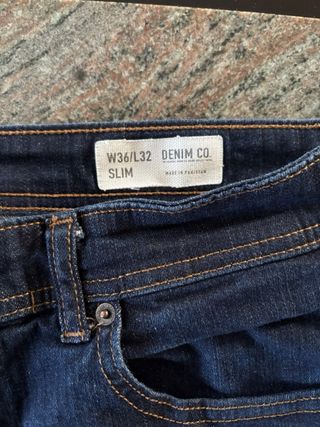 W36/L32 DENIM CO.
SLIM MADE IN PAKISTAN